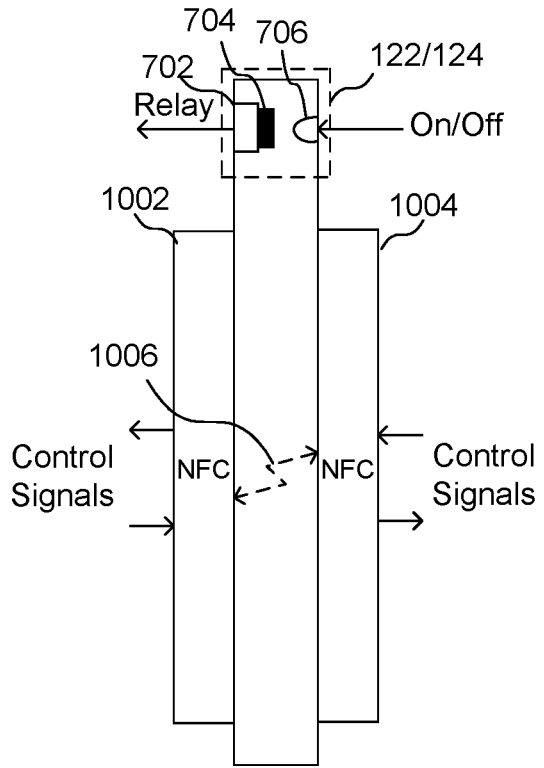 704
706
702
122/124
Relay
On/Off
1002
1004
1006
Control
Signals
NFC
NFC
Control
Signals